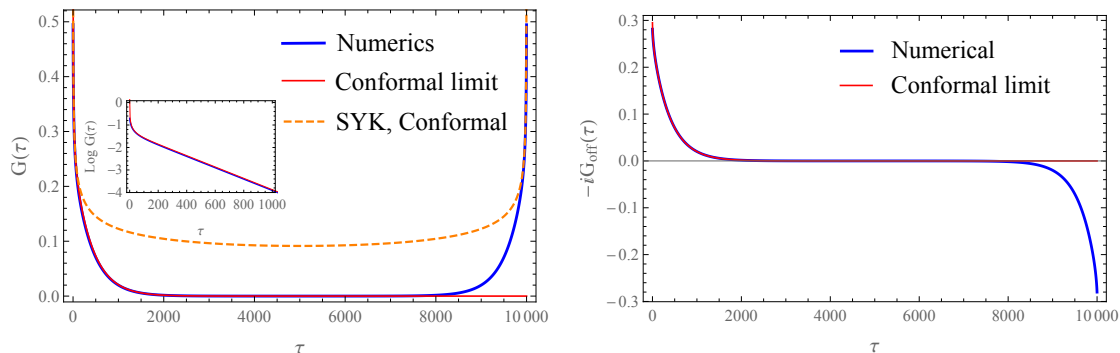 0.5
0.4
0.3
0.2
0.1
0.0
G(τ)
Numerics
Conformal limit
SYK, Conformal
0
-1
-2
-3
-4
Log G(τ)
0 200 400 600 800 1000
τ
0 2000 4000 6000 8000 10 000
τ
0.3
0.2
0.1
0.0
-0.1
-0.2
-0.3
-iG_off(τ)
Numerical
Conformal limit
0 2000 4000 6000 8000 10 000
τ